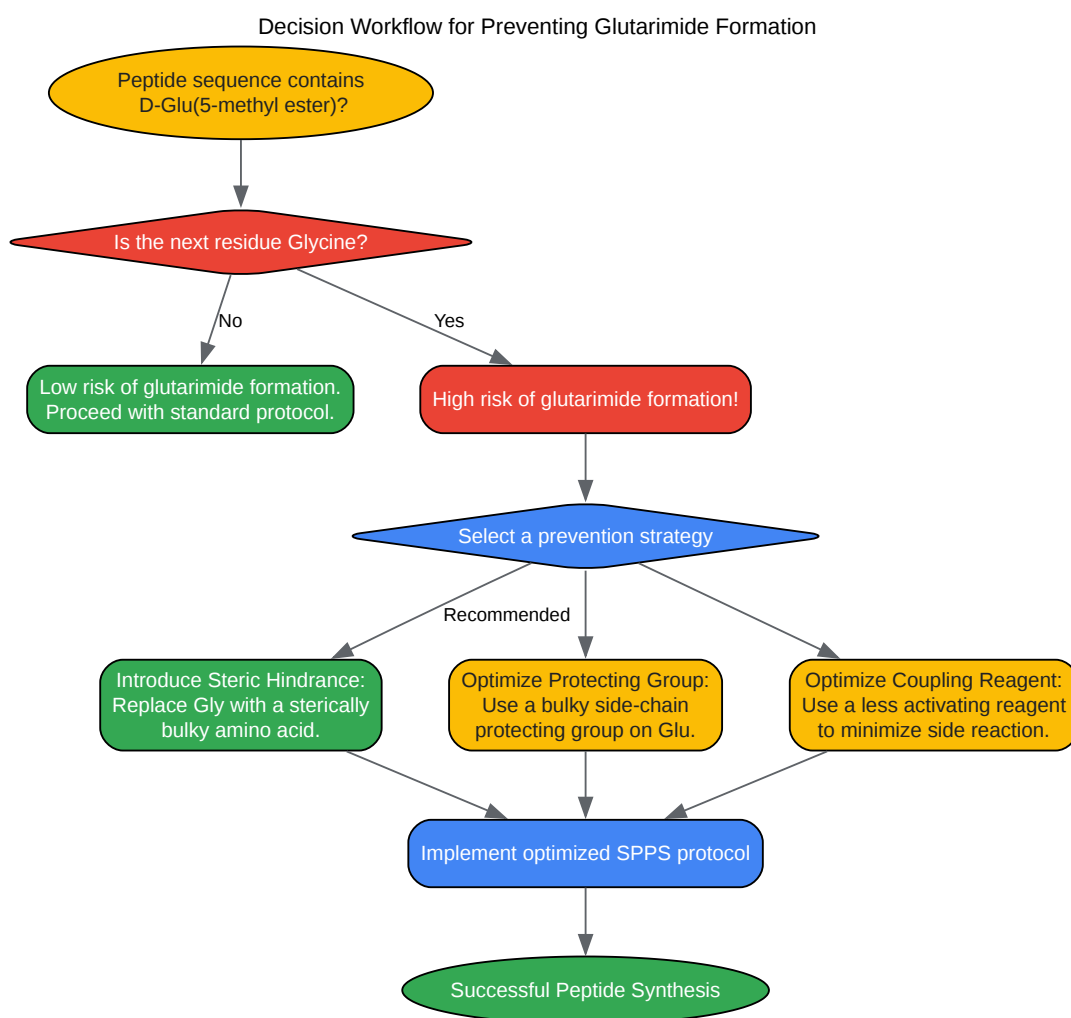 Decision Workflow for Preventing Glutarimide Formation
Peptide sequence contains
D-Glu(5-methyl ester)?
Is the next residue Glycine?
No
Yes
Low risk of glutarimide formation.
Proceed with standard protocol.
High risk of glutarimide formation!
Select a prevention strategy
Recommended
Introduce Steric Hindrance:
Replace Gly with a sterically
bulky amino acid.
Optimize Protecting Group:
Use a bulky side-chain
protecting group on Glu.
Optimize Coupling Reagent:
Use a less activating reagent
to minimize side reaction.
Implement optimized SPPS protocol
Successful Peptide Synthesis